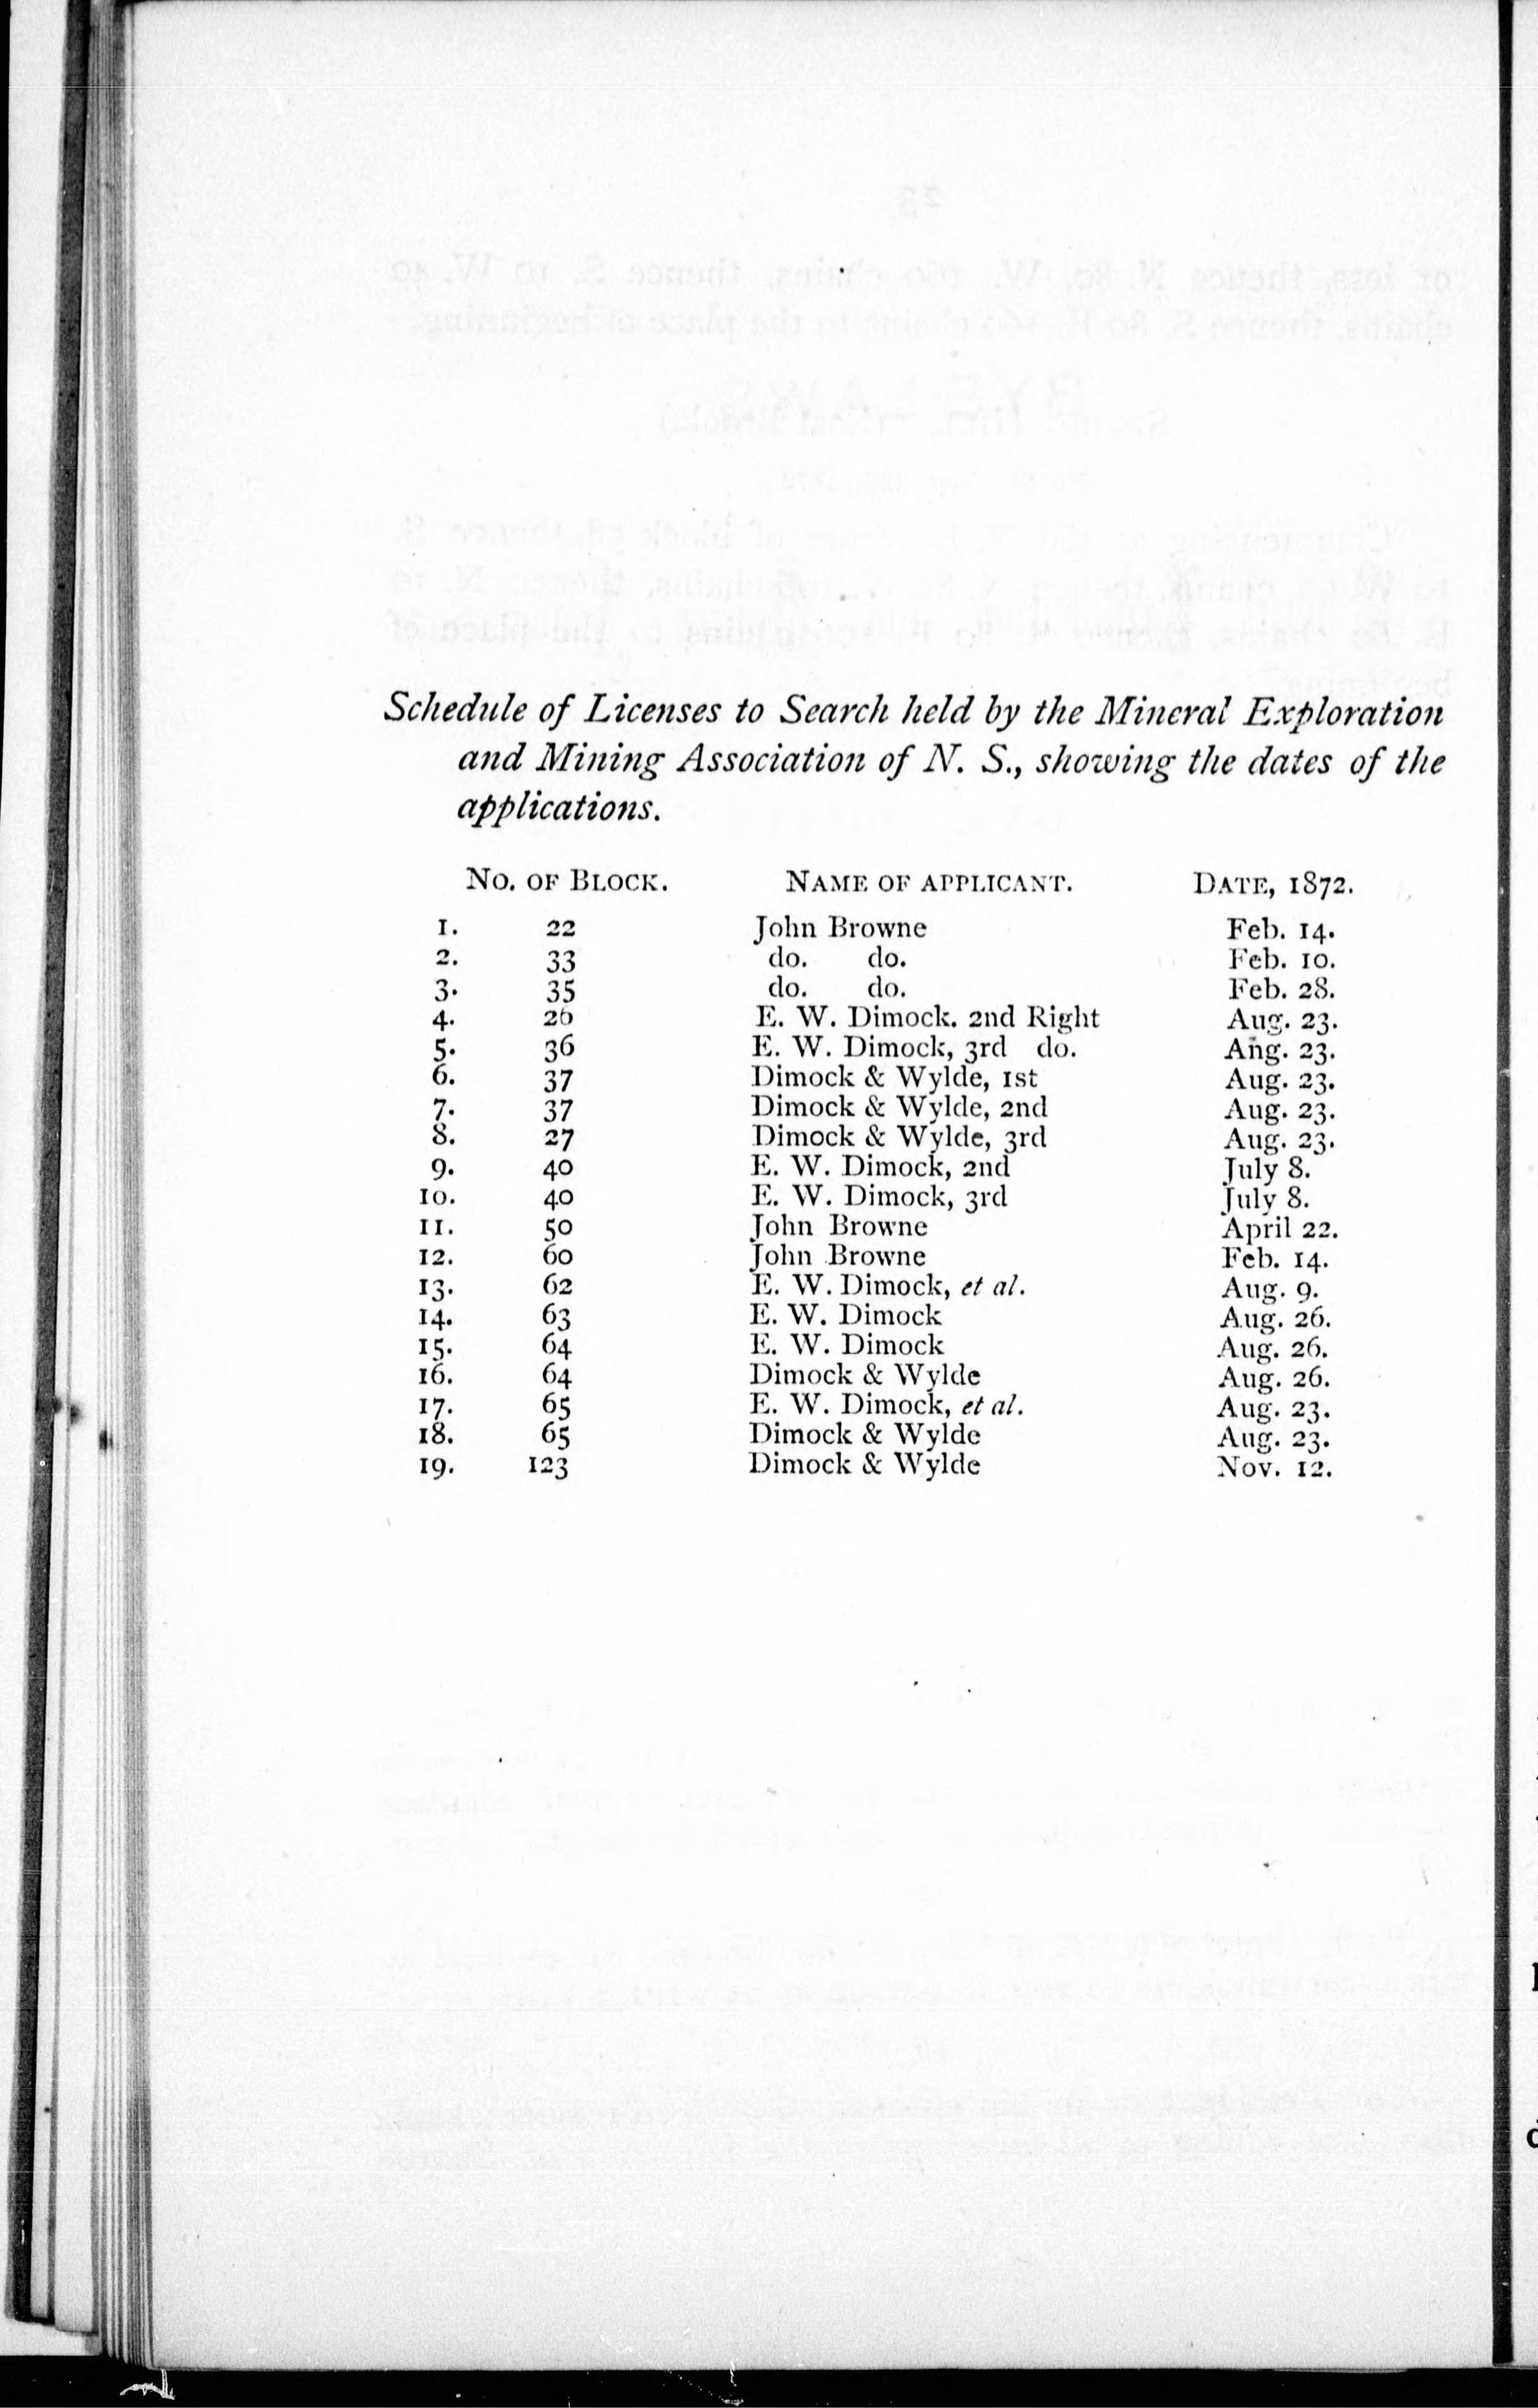 Schedule of Licenses to Search held by the Mineral Exploration
and Mining Association of N. S., showing the dates of the
applications.
No. of Block. Name of applicant. Date, 1872.
1. 22 John Browne Feb. 14.
2. 33 do. do. Feb. 10.
3. 35 do. do. Feb. 28.
4. 26 E. W. Dimock. 2nd Right Aug. 23.
5. 36 E. W. Dimock, 3rd do. Ang. 23.
6. 37 Dimock & Wylde, 1st Aug. 23.
7. 37 Dimock & Wylde, 2nd Aug. 23.
8. 27 Dimock & Wylde, 3rd Aug. 23.
9. 40 E. W. Dimock, 2nd July 8.
10. 40 E. W. Dimock, 3rd July 8.
11. 50 John Browne April 22.
12. 60 John Browne Feb. 14.
13. 62 E. W. Dimock, et al. Aug. 9.
14. 63 E. W. Dimock Aug. 26.
15. 64 E. W. Dimock Aug. 26.
16. 64 Dimock & Wylde Aug. 26.
17. 65 E. W. Dimock, et al. Aug. 23.
18. 65 Dimock & Wylde Aug. 23.
19. 123 Dimock & Wylde Nov. 12.